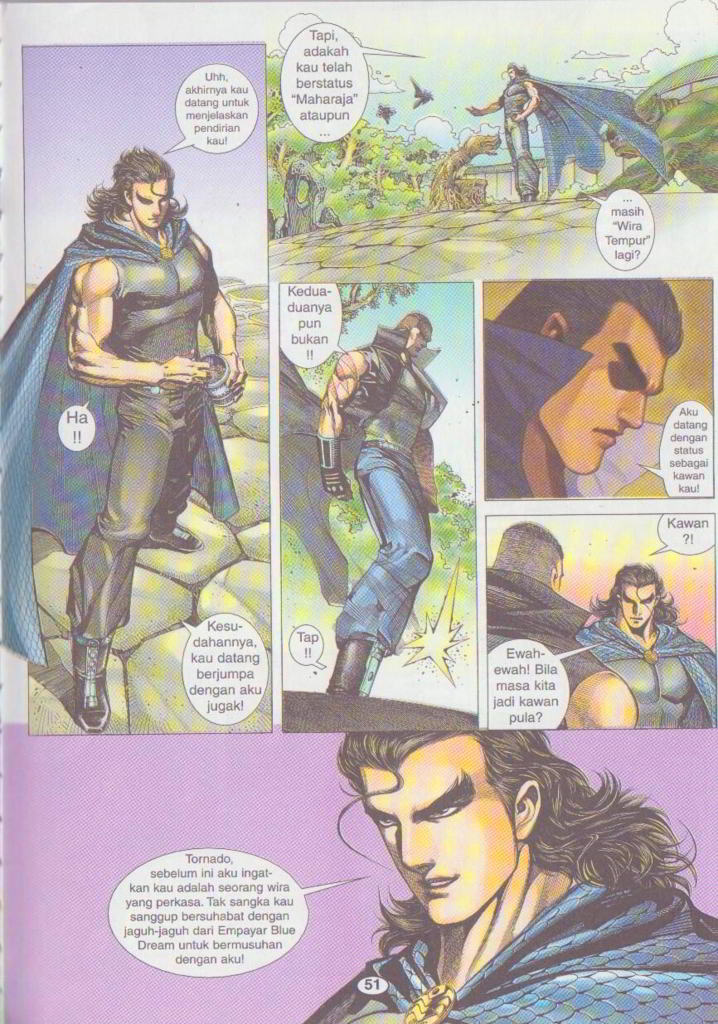 Uhh,
akhirnya kau
datang untuk
menjelaskan
pendirian
kau!
Ha
!!
Kesu-
dahannya,
kau datang
berjumpa
dengan aku
jugak!
Tapi,
adakah
kau telah
berstatus
"Maharaja"
ataupun
...
...
masih
"Wira
Tempur"
lagi?
Kedua-
duanya
pun
bukan
!!
Tap
!!
Aku
datang
dengan
status
sebagai
kawan
kau!
Kawan
?!
Ewah-
ewah! Bila
masa kita
jadi kawan
pula?
Tornado,
sebelum ini aku ingat-
kan kau adalah seorang wira
yang perkasa. Tak sangka kau
sanggup bersuhabat dengan
jaguh-jaguh dari Empayar Blue
Dream untuk bermusuhan
dengan aku!
51